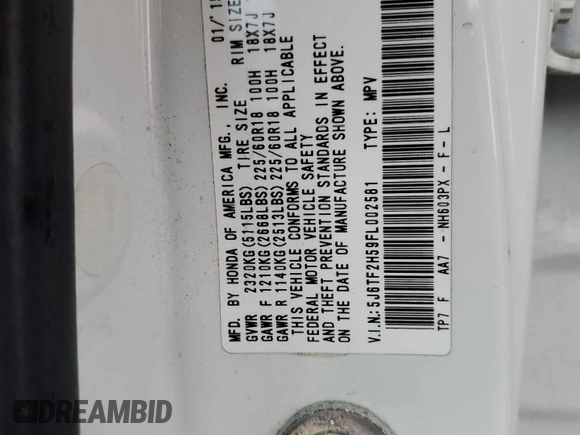 MFD. BY HONDA OF AMERICA MFG., INC. 01/15
GVWR 2320KG(5115LBS) TIRE SIZE RIM SIZE
GAWR F 1210KG(2668LBS) 225/60R18 100H 18X7J
GAWR R 1140KG(2513LBS) 225/60R18 100H 18X7J
THIS VEHICLE CONFORMS TO ALL APPLICABLE
FEDERAL MOTOR VEHICLE SAFETY
AND THEFT PREVENTION STANDARDS IN EFFECT
ON THE DATE OF MANUFACTURE SHOWN ABOVE.
V.I.N.:5J6TF2H59FL002581 TYPE: MPV
TP7 F AA7 - NH603PX - F - L
DREAMBID